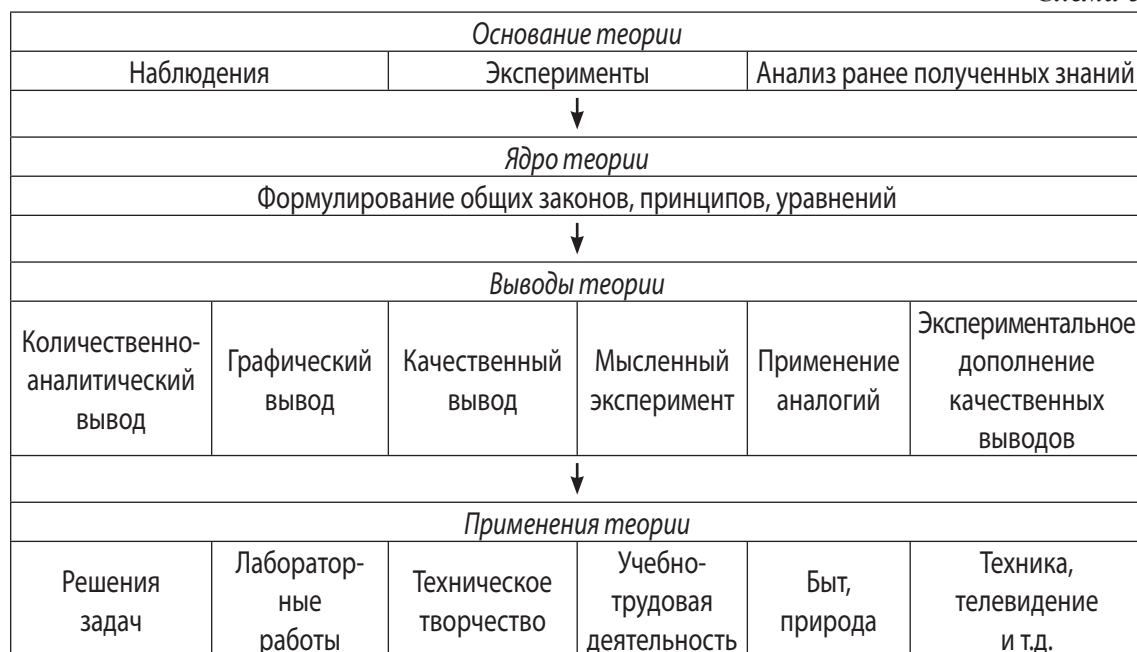 Основание теории
Наблюдения Эксперименты Анализ ранее полученных знаний
Ядро теории
Формулирование общих законов, принципов, уравнений
Выводы теории
Количественно-
аналитический
вывод
Графический
вывод
Качественный
вывод
Мысленный
эксперимент
Применение
аналогий
Экспериментальное
дополнение
качественных
выводов
Применения теории
Решения
задач
Лаборатор-
ные
работы
Техническое
творчество
Учебно-
трудовая
деятельность
Быт,
природа
Техника,
телевидение
и т.д.